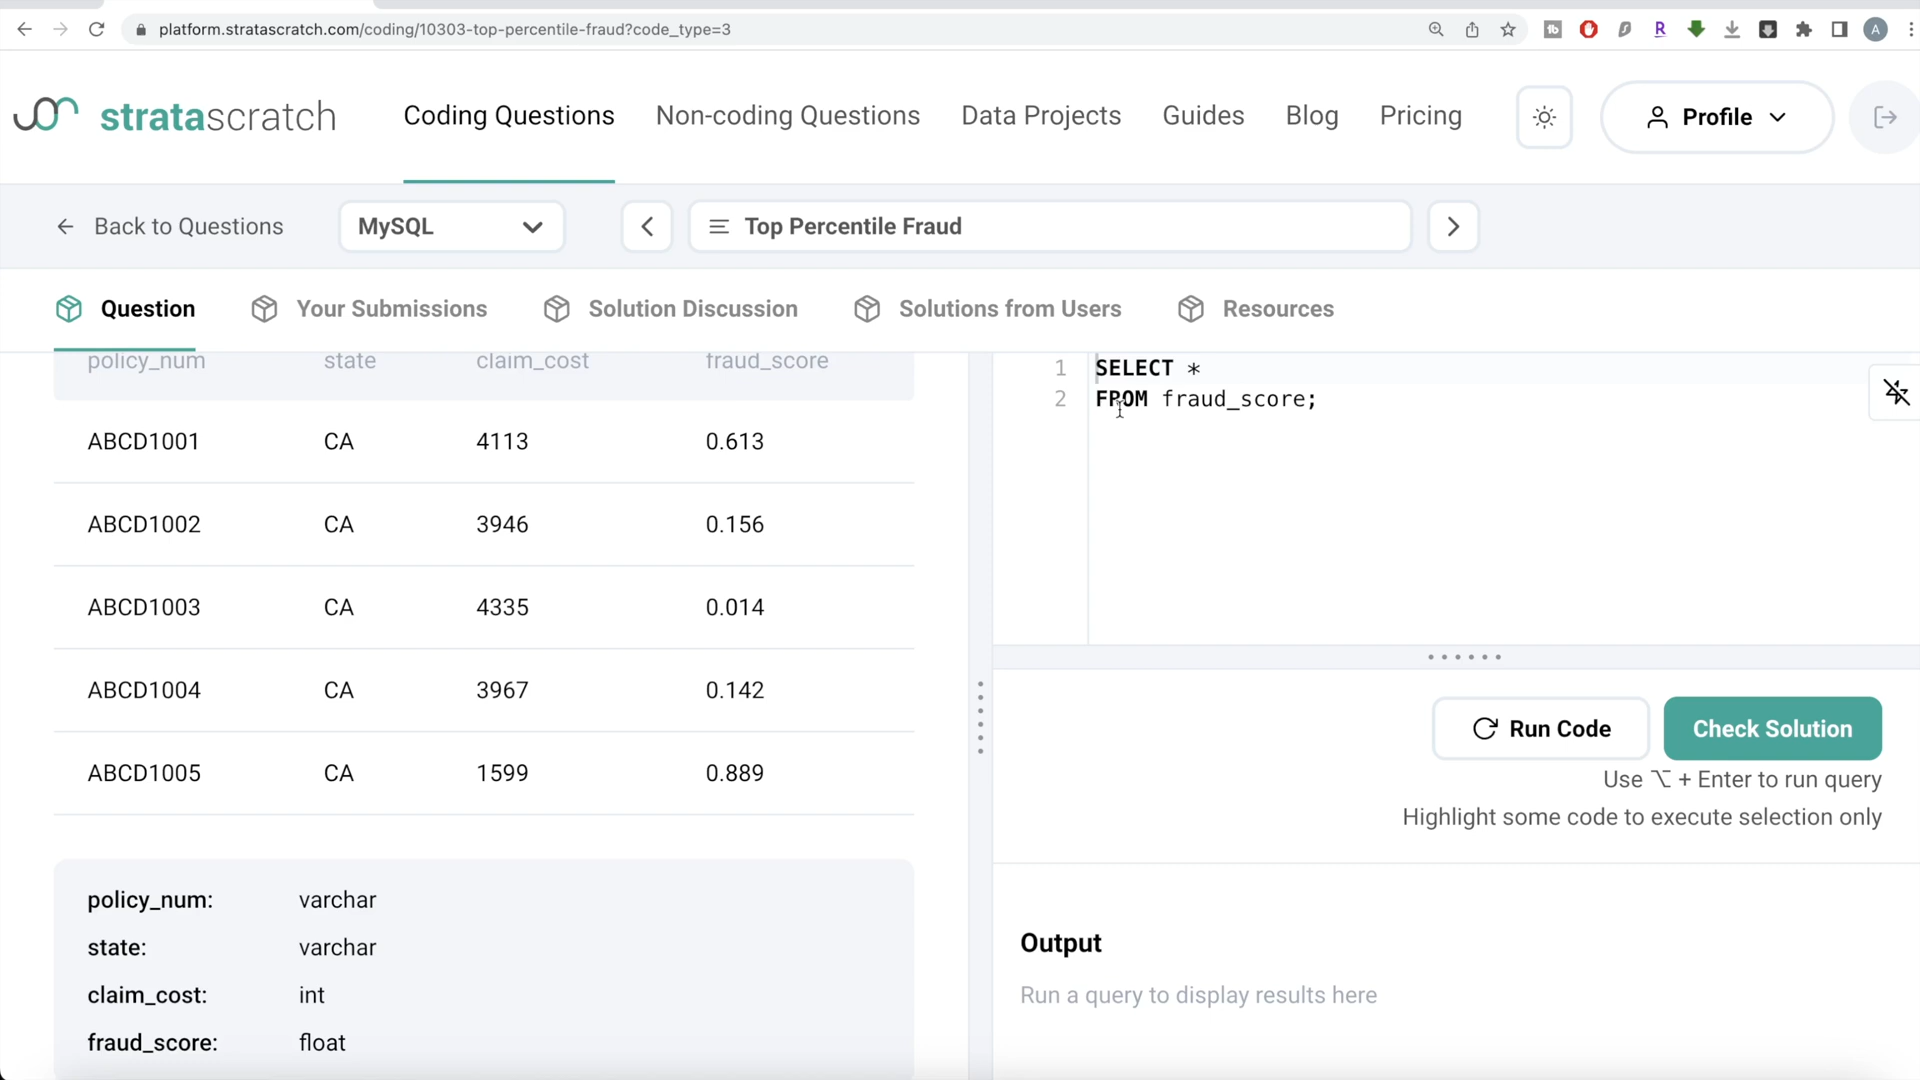 platform.stratascratch.com/coding/10303-top-percentile-fraud?code_type=3
stratascratch
Coding Questions
Non-coding Questions
Data Projects
Guides
Blog
Pricing
Profile
Back to Questions
MySQL
Top Percentile Fraud
Question
Your Submissions
Solution Discussion
Solutions from Users
Resources
policy_num state claim_cost fraud_score
ABCD1001 CA 4113 0.613
ABCD1002 CA 3946 0.156
ABCD1003 CA 4335 0.014
ABCD1004 CA 3967 0.142
ABCD1005 CA 1599 0.889
policy_num: varchar
state: varchar
claim_cost: int
fraud_score: float
1 SELECT *
2 FROM fraud_score;
Run Code
Check Solution
Use ⌥ + Enter to run query
Highlight some code to execute selection only
Output
Run a query to display results here
tb
R
A